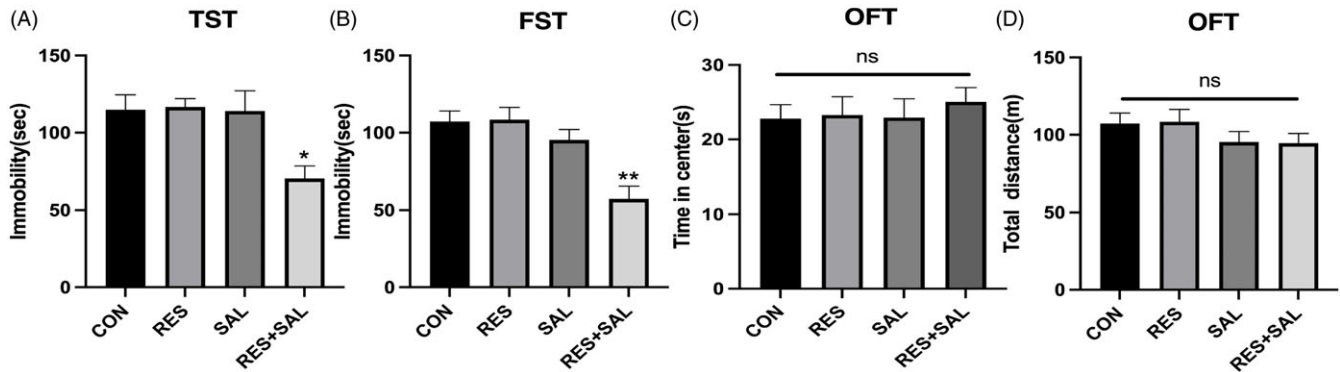 (A)
TST
Immobility(sec)
150
100
50
0
*
CON
RES
SAL
RES+SAL
(B)
FST
Immobility(sec)
150
100
50
0
**
CON
RES
SAL
RES+SAL
(C)
OFT
Time in center(s)
30
20
10
0
ns
CON
RES
SAL
RES+SAL
(D)
OFT
Total distance(m)
150
100
50
0
ns
CON
RES
SAL
RES+SAL